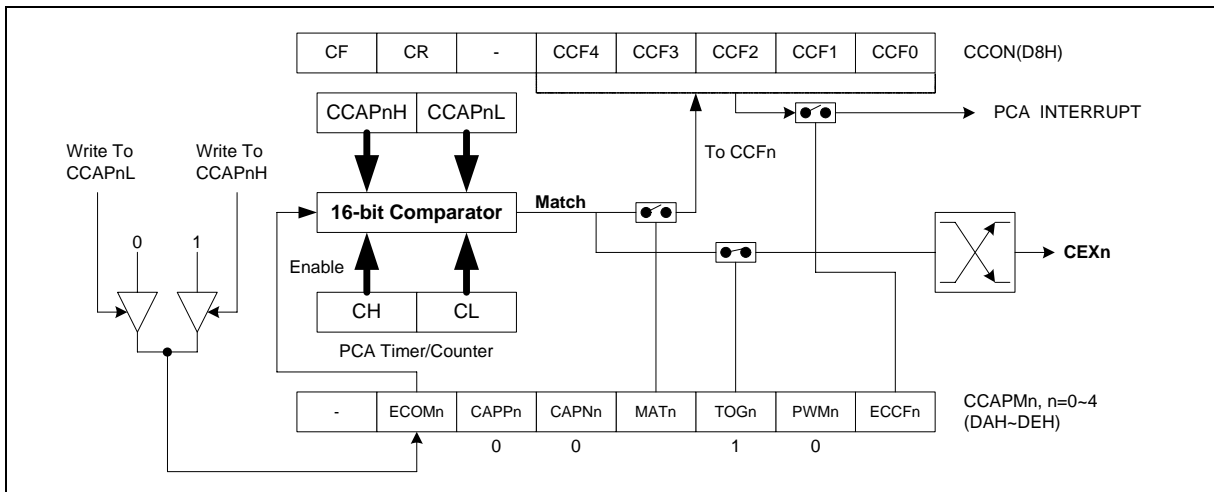 CF CR - CCF4 CCF3 CCF2 CCF1 CCF0 CCON(D8H)
CCAPnH CCAPnL
PCA INTERRUPT
Write To
CCAPnL
Write To
CCAPnH
To CCFn
16-bit Comparator
Match
0 1
Enable
CEXn
CH CL
PCA Timer/Counter
- ECOMn CAPPn CAPNn MATn TOGn PWMn ECCFn
CCAPMn, n=0~4
(DAH~DEH)
0 0 1 0